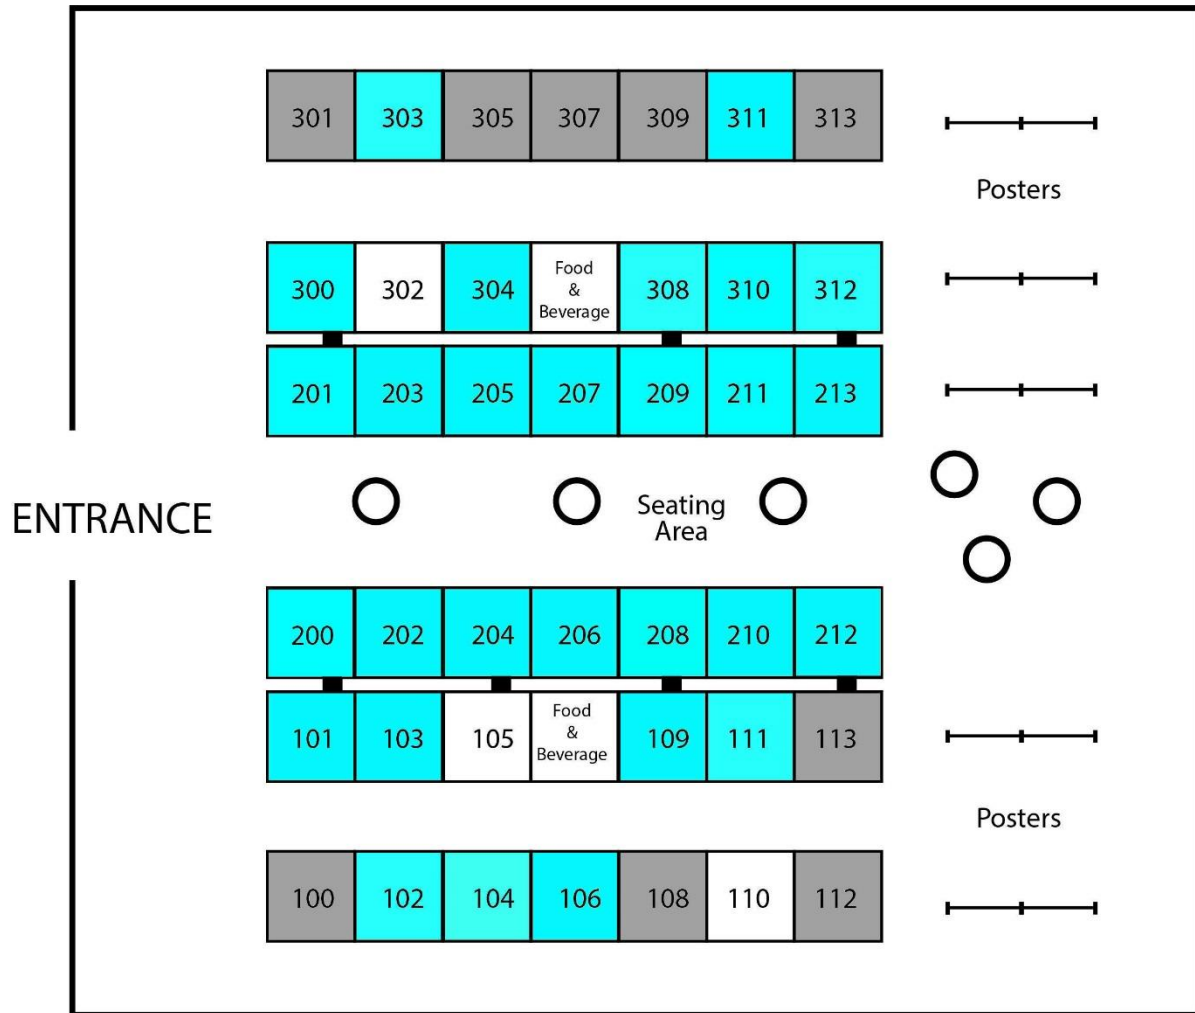 301 303 305 307 309 311 313
Posters
300 302 304 Food & Beverage 308 310 312
201 203 205 207 209 211 213
ENTRANCE
Seating
Area
200 202 204 206 208 210 212
101 103 105 Food & Beverage 109 111 113
Posters
100 102 104 106 108 110 112